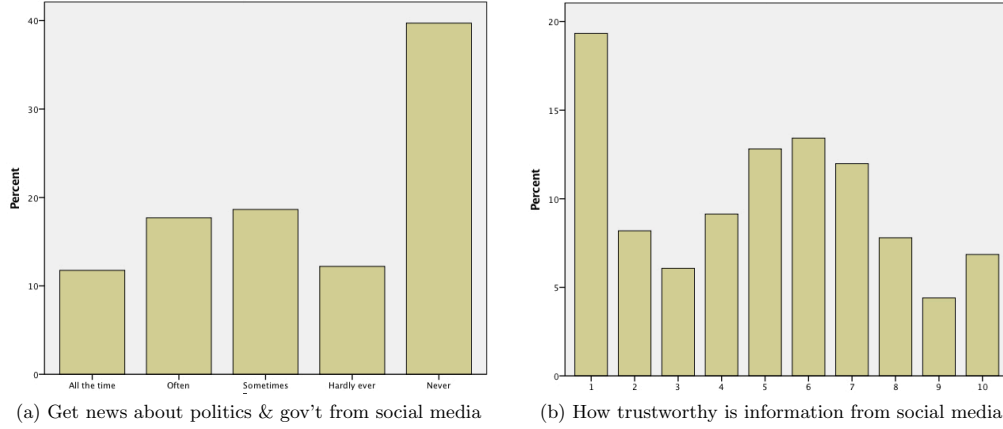 40
30
20
10
0
Percent
All the time Often Sometimes Hardly ever Never
(a) Get news about politics & gov't from social media
20
15
10
5
0
Percent
1 2 3 4 5 6 7 8 9 10
(b) How trustworthy is information from social media